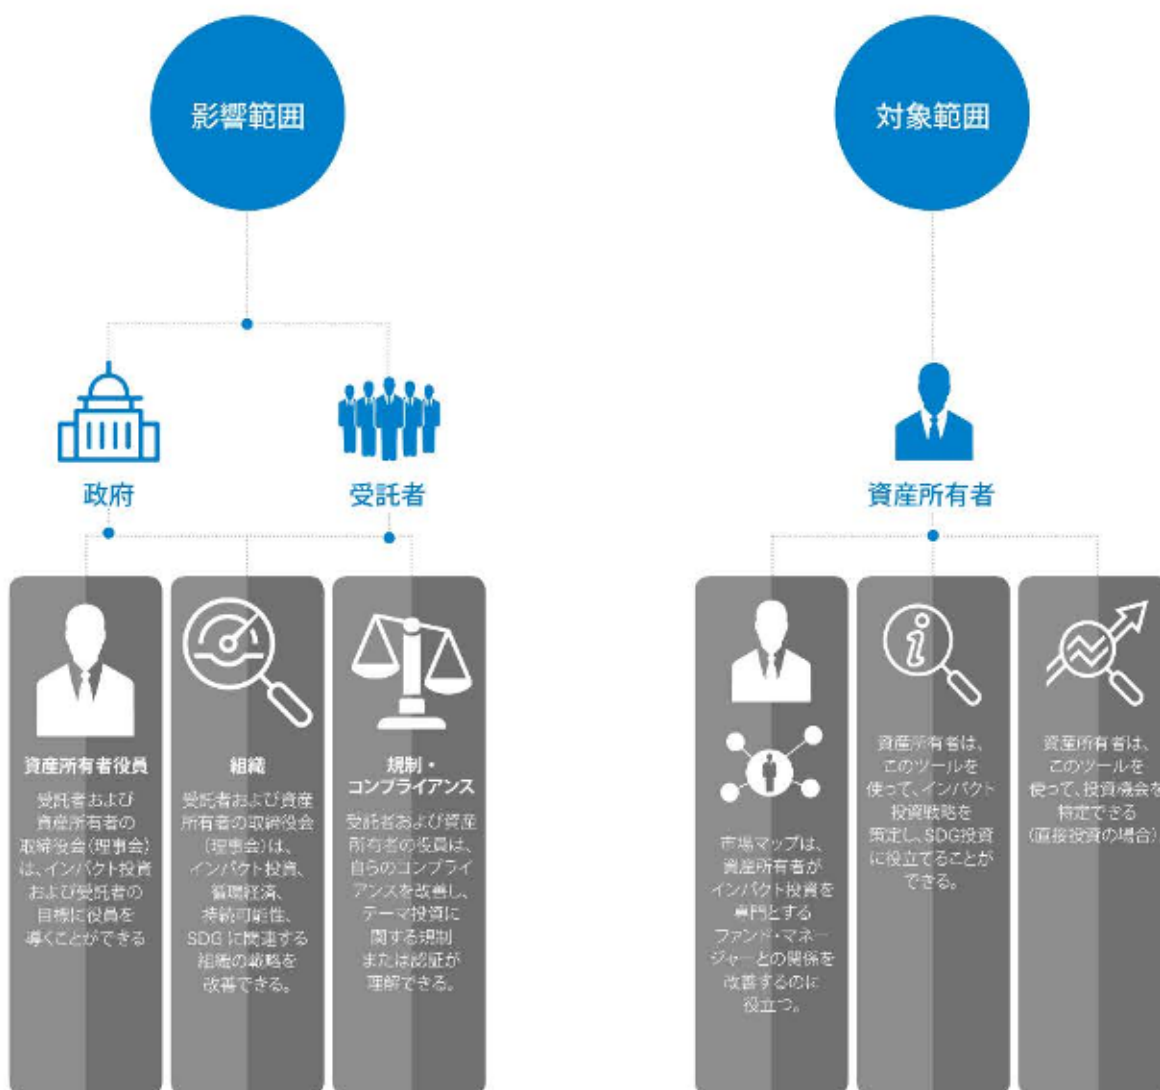 影響範囲
対象範囲
政府
受託者
資産所有者
資産所有者役員
受託者および
資産所有者の
取締役会(理事会)
は、インパクト投資
および受託者の
目標に役員を
導くことができる
組織
受託者および資産
所有者の取締役会
(理事会)は、
インパクト投資、
循環経済、
持続可能性、
SDG に関連する
組織の戦略を
改善できる。
規制・
コンプライアンス
受託者および資産
所有者の役員は、
自らのコンプライ
アンスを改善し、
テーマ投資に
関する規制
または認証が
理解できる。
市場マップは、
資産所有者が
インパクト投資を
専門とする
ファンド・マネー
ジャーとの関係を
改善するのに
役立つ。
資産所有者は、
このツールを
使って、インパクト
投資戦略を
策定し、SDG投資
に役立てることが
できる。
資産所有者は、
このツールを
使って、投資機会を
特定できる
(直接投資の場合)